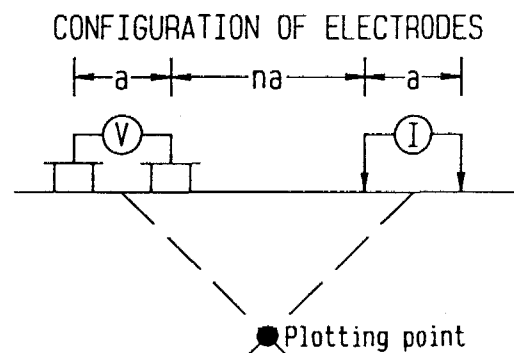 CONFIGURATION OF ELECTRODES
a na a
V I
Plotting point